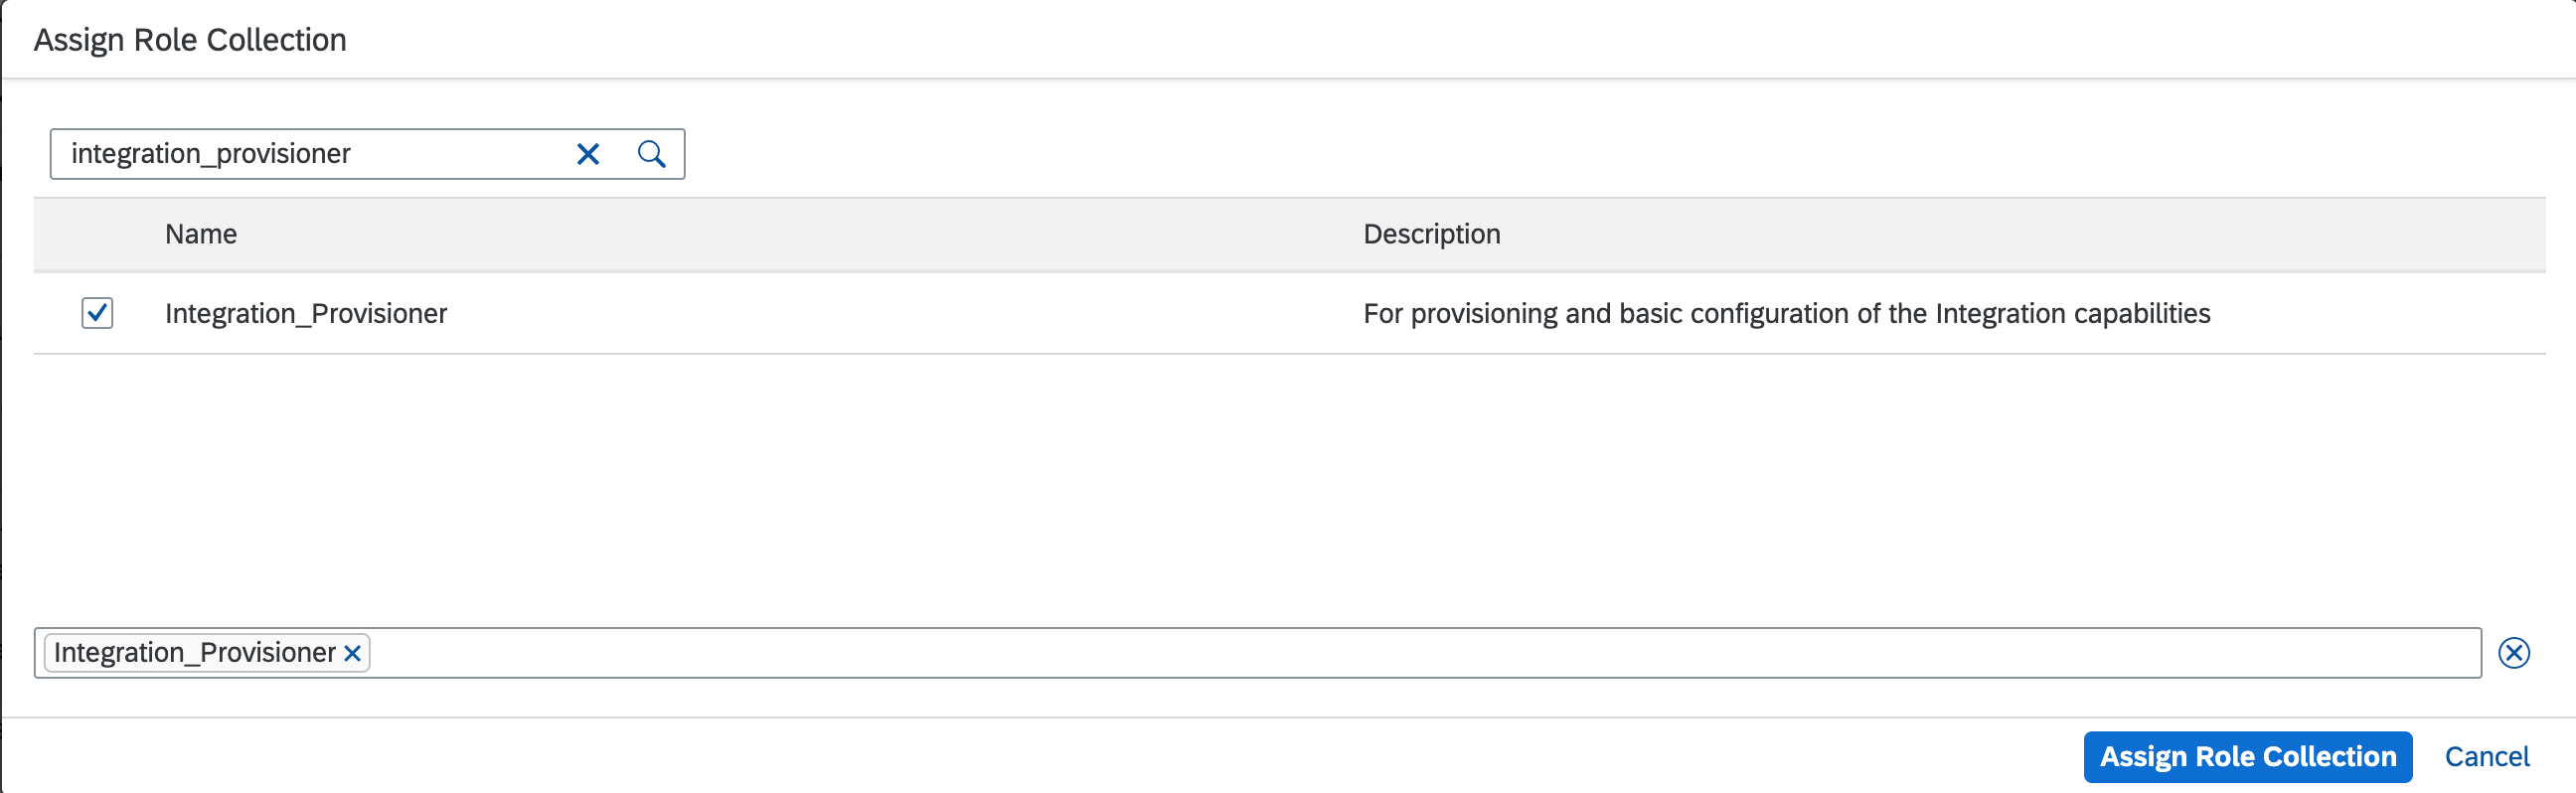 Assign Role Collection
integration_provisioner
Name Description
Integration_Provisioner For provisioning and basic configuration of the Integration capabilities
Integration_Provisioner
Assign Role Collection Cancel